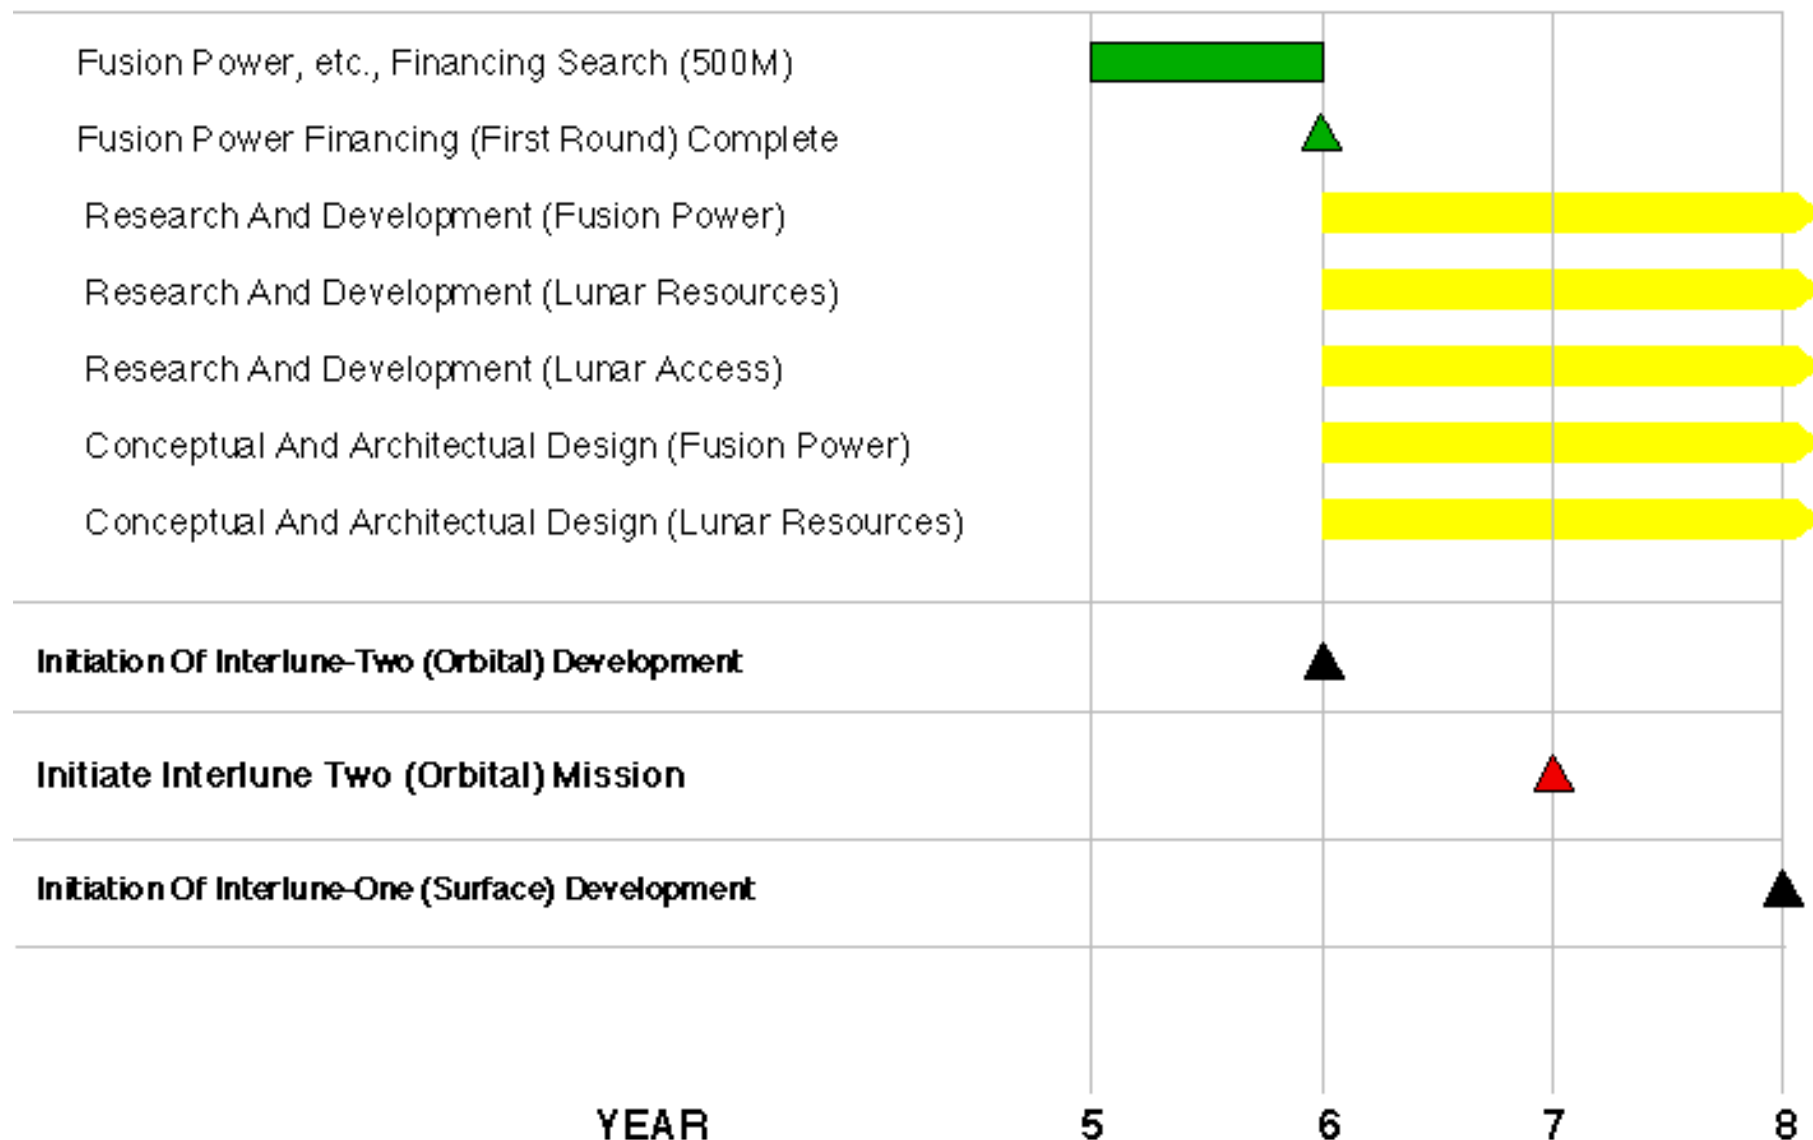 Fusion Power, etc., Financing Search (500M)
Fusion Power Financing (First Round) Complete
Research And Development (Fusion Power)
Research And Development (Lunar Resources)
Research And Development (Lunar Access)
Conceptual And Architectual Design (Fusion Power)
Conceptual And Architectual Design (Lunar Resources)
Initiation Of Interlune-Two (Orbital) Development
Initiate Interlune Two (Orbital) Mission
Initiation Of Interlune-One (Surface) Development
YEAR 5 6 7 8